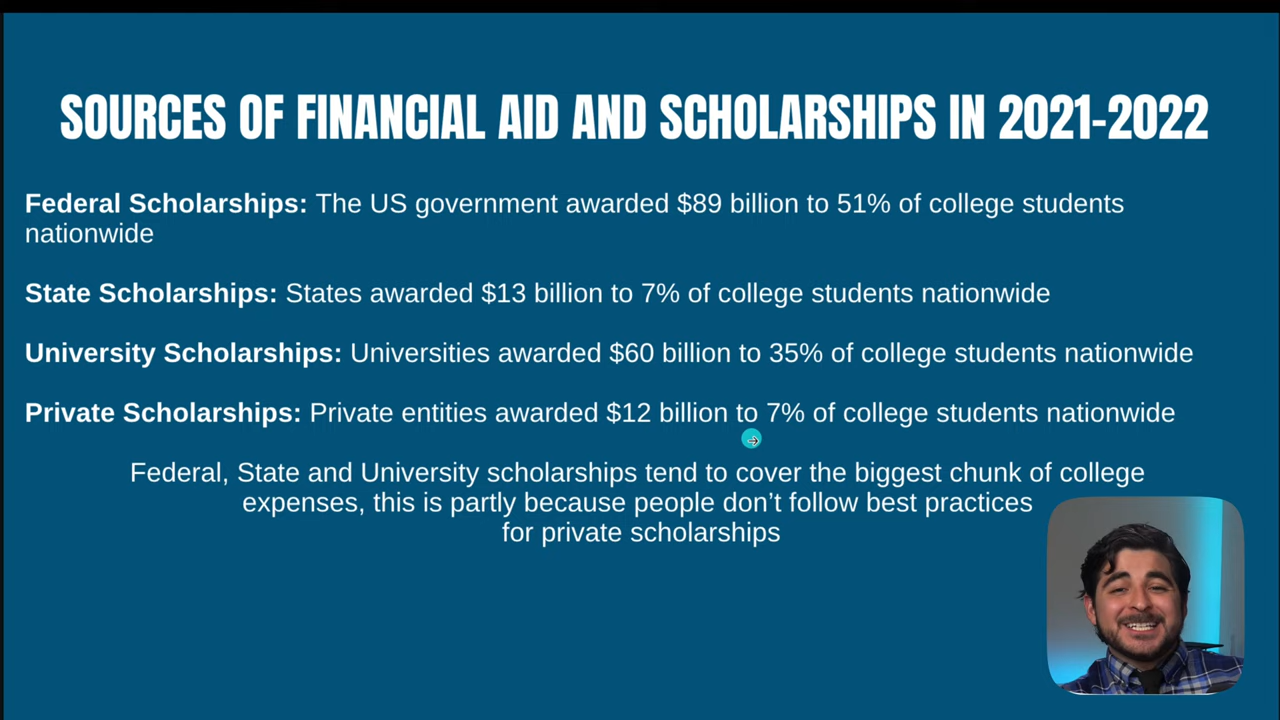 SOURCES OF FINANCIAL AID AND SCHOLARSHIPS IN 2021-2022
Federal Scholarships: The US government awarded $89 billion to 51% of college students
nationwide
State Scholarships: States awarded $13 billion to 7% of college students nationwide
University Scholarships: Universities awarded $60 billion to 35% of college students nationwide
Private Scholarships: Private entities awarded $12 billion to 7% of college students nationwide
Federal, State and University scholarships tend to cover the biggest chunk of college
expenses, this is partly because people don’t follow best practices
for private scholarships